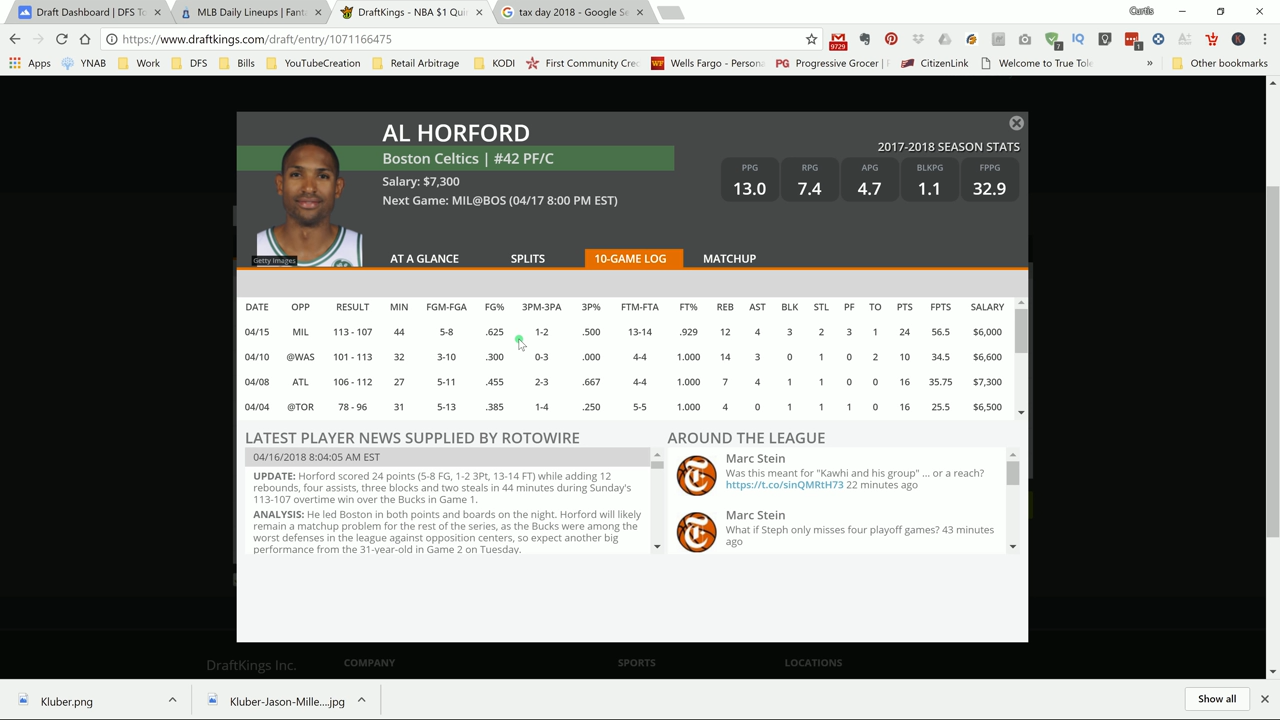 Draft Dashboard | DFS To
MLB Daily Lineups | Fant
DraftKings - NBA $1 Qui
tax day 2018 - Google Se
Curtis
https://www.draftkings.com/draft/entry/1071166475
9729
7
1
Apps YNAB Work DFS Bills YouTubeCreation Retail Arbitrage KODI First Community Cre Wells Fargo - Persona Progressive Grocer | CitizenLink Welcome to True Tole » Other bookmarks
AL HORFORD
Boston Celtics | #42 PF/C
Salary: $7,300
Next Game: MIL@BOS (04/17 8:00 PM EST)
Getty Images
2017-2018 SEASON STATS
PPG RPG APG BLKPG FPPG
13.0 7.4 4.7 1.1 32.9
AT A GLANCE SPLITS 10-GAME LOG MATCHUP
DATE OPP RESULT MIN FGM-FGA FG% 3PM-3PA 3P% FTM-FTA FT% REB AST BLK STL PF TO PTS FPTS SALARY
04/15 MIL 113 - 107 44 5-8 .625 1-2 .500 13-14 .929 12 4 3 2 3 1 24 56.5 $6,000
04/10 @WAS 101 - 113 32 3-10 .300 0-3 .000 4-4 1.000 14 3 0 1 0 2 10 34.5 $6,600
04/08 ATL 106 - 112 27 5-11 .455 2-3 .667 4-4 1.000 7 4 1 1 0 0 16 35.75 $7,300
04/04 @TOR 78 - 96 31 5-13 .385 1-4 .250 5-5 1.000 4 0 1 1 1 0 16 25.5 $6,500
LATEST PLAYER NEWS SUPPLIED BY ROTOWIRE
04/16/2018 8:04:05 AM EST
UPDATE: Horford scored 24 points (5-8 FG, 1-2 3Pt, 13-14 FT) while adding 12
rebounds, four assists, three blocks and two steals in 44 minutes during Sunday's
113-107 overtime win over the Bucks in Game 1.
ANALYSIS: He led Boston in both points and boards on the night. Horford will likely
remain a matchup problem for the rest of the series, as the Bucks were among the
worst defenses in the league against opposition centers, so expect another big
performance from the 31-year-old in Game 2 on Tuesday.
AROUND THE LEAGUE
Marc Stein
Was this meant for "Kawhi and his group" ... or a reach?
https://t.co/sinQMRtH73 22 minutes ago
Marc Stein
What if Steph only misses four playoff games? 43 minutes
ago
DraftKings Inc. COMPANY SPORTS LOCATIONS
Kluber.png
Kluber-Jason-Mille....jpg
Show all